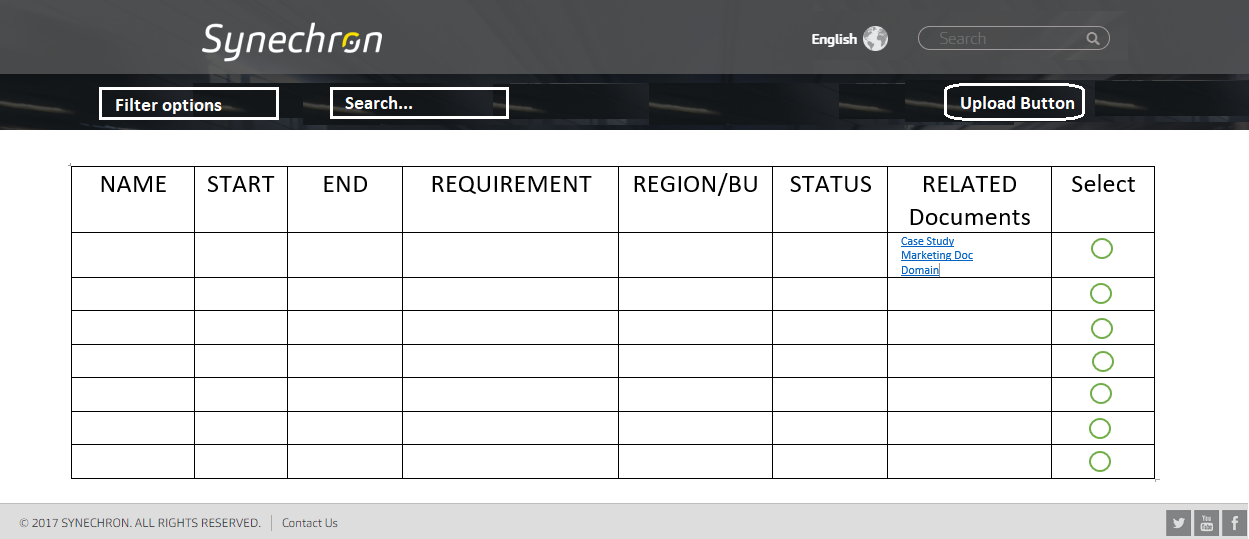 Synechron
English
Search
Filter options
Search...
Upload Button
NAME START END REQUIREMENT REGION/BU STATUS RELATED Documents Select
Case Study
Marketing Doc
Domain
© 2017 SYNECHRON. ALL RIGHTS RESERVED. Contact Us
You Tube f